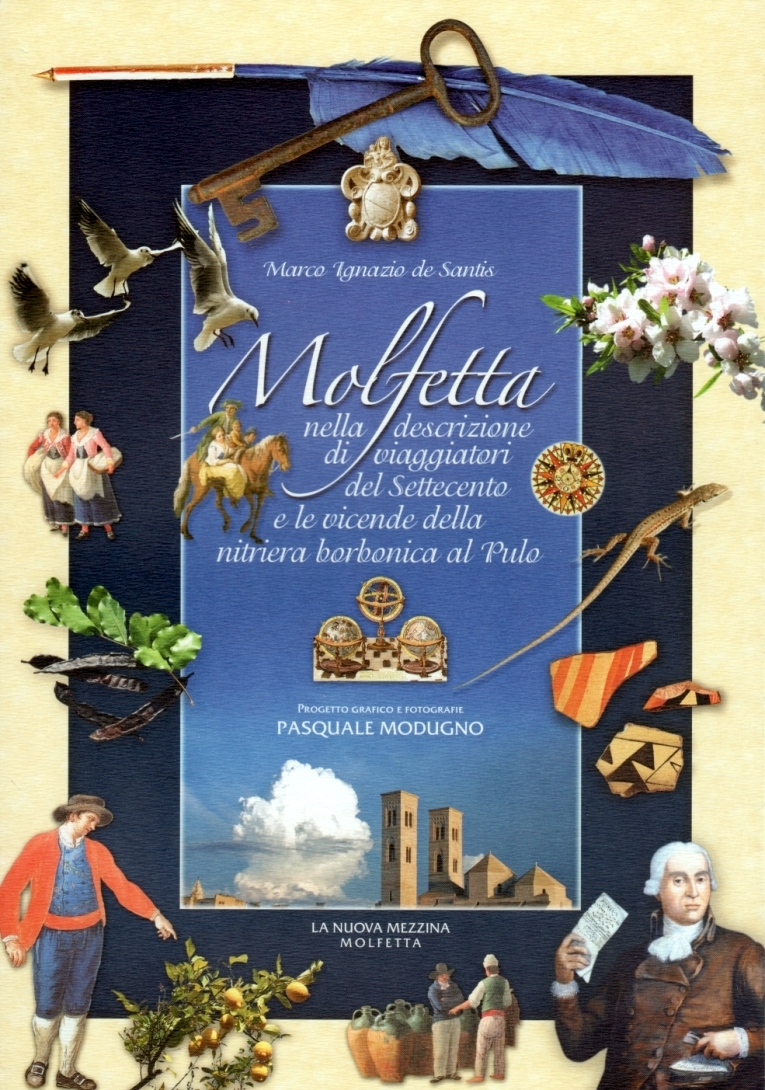 Marco Ignazio de Santis
Molfetta
nella descrizione
di viaggiatori
del Settecento
e le vicende della
nitriera borbonica al Pulo
PROGETTO GRAFICO E FOTOGRAFIE
PASQUALE MODUGNO
LA NUOVA MEZZINA
MOLFETTA